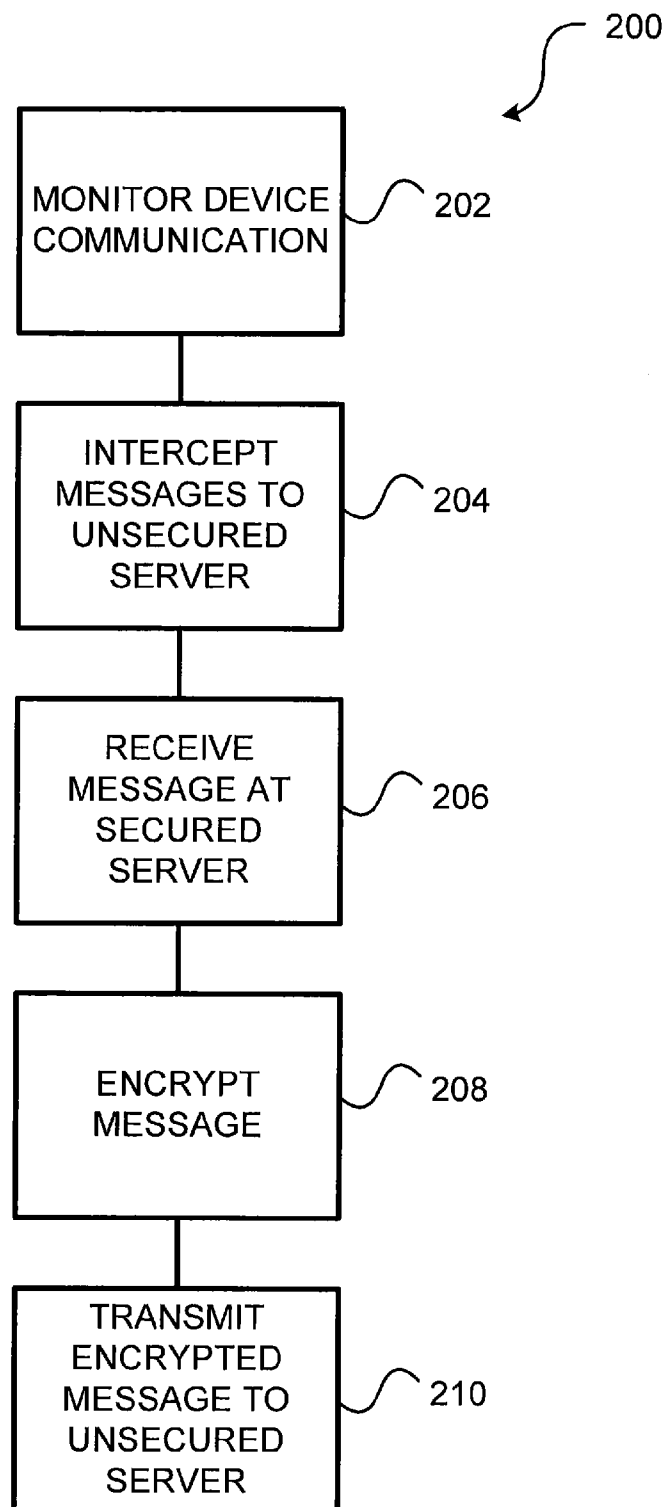 200
MONITOR DEVICE
COMMUNICATION
202
INTERCEPT
MESSAGES TO
UNSECURED
SERVER
204
RECEIVE
MESSAGE AT
SECURED
SERVER
206
ENCRYPT
MESSAGE
208
TRANSMIT
ENCRYPTED
MESSAGE TO
UNSECURED
SERVER
210